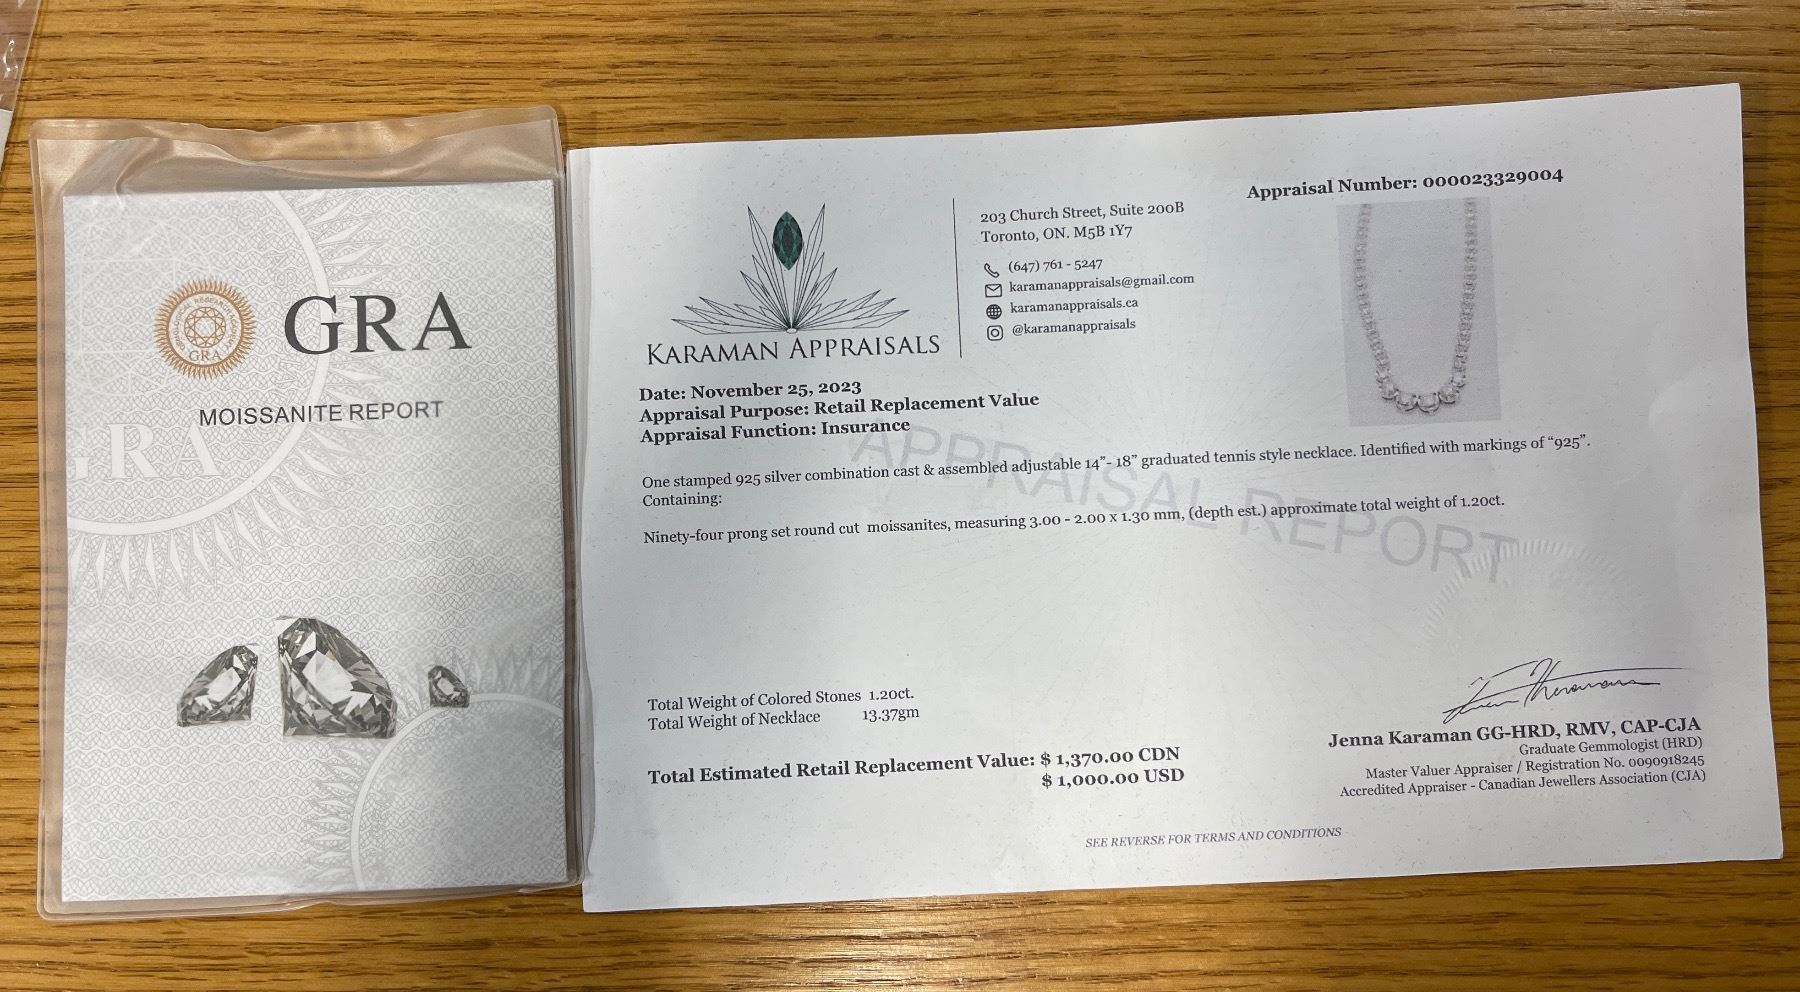 GRA
GEMOLOGICAL RESEARCH ACADEMY
GRA
MOISSANITE REPORT
GRA
KARAMAN APPRAISALS
203 Church Street, Suite 200B
Toronto, ON. M5B 1Y7
(647) 761 - 5247
karamanappraisals@gmail.com
karamanappraisals.ca
@karamanappraisals
Appraisal Number: 000023329004
Date: November 25, 2023
Appraisal Purpose: Retail Replacement Value
Appraisal Function: Insurance
APPRAISAL REPORT
One stamped 925 silver combination cast & assembled adjustable 14”- 18” graduated tennis style necklace. Identified with markings of “925”.
Containing:
Ninety-four prong set round cut moissanites, measuring 3.00 - 2.00 x 1.30 mm, (depth est.) approximate total weight of 1.20ct.
Total Weight of Colored Stones 1.20ct.
Total Weight of Necklace 13.37gm
Total Estimated Retail Replacement Value: $ 1,370.00 CDN
$ 1,000.00 USD
Jenna Karaman GG-HRD, RMV, CAP-CJA
Graduate Gemmologist (HRD)
Master Valuer Appraiser / Registration No. 0090918245
Accredited Appraiser - Canadian Jewellers Association (CJA)
SEE REVERSE FOR TERMS AND CONDITIONS